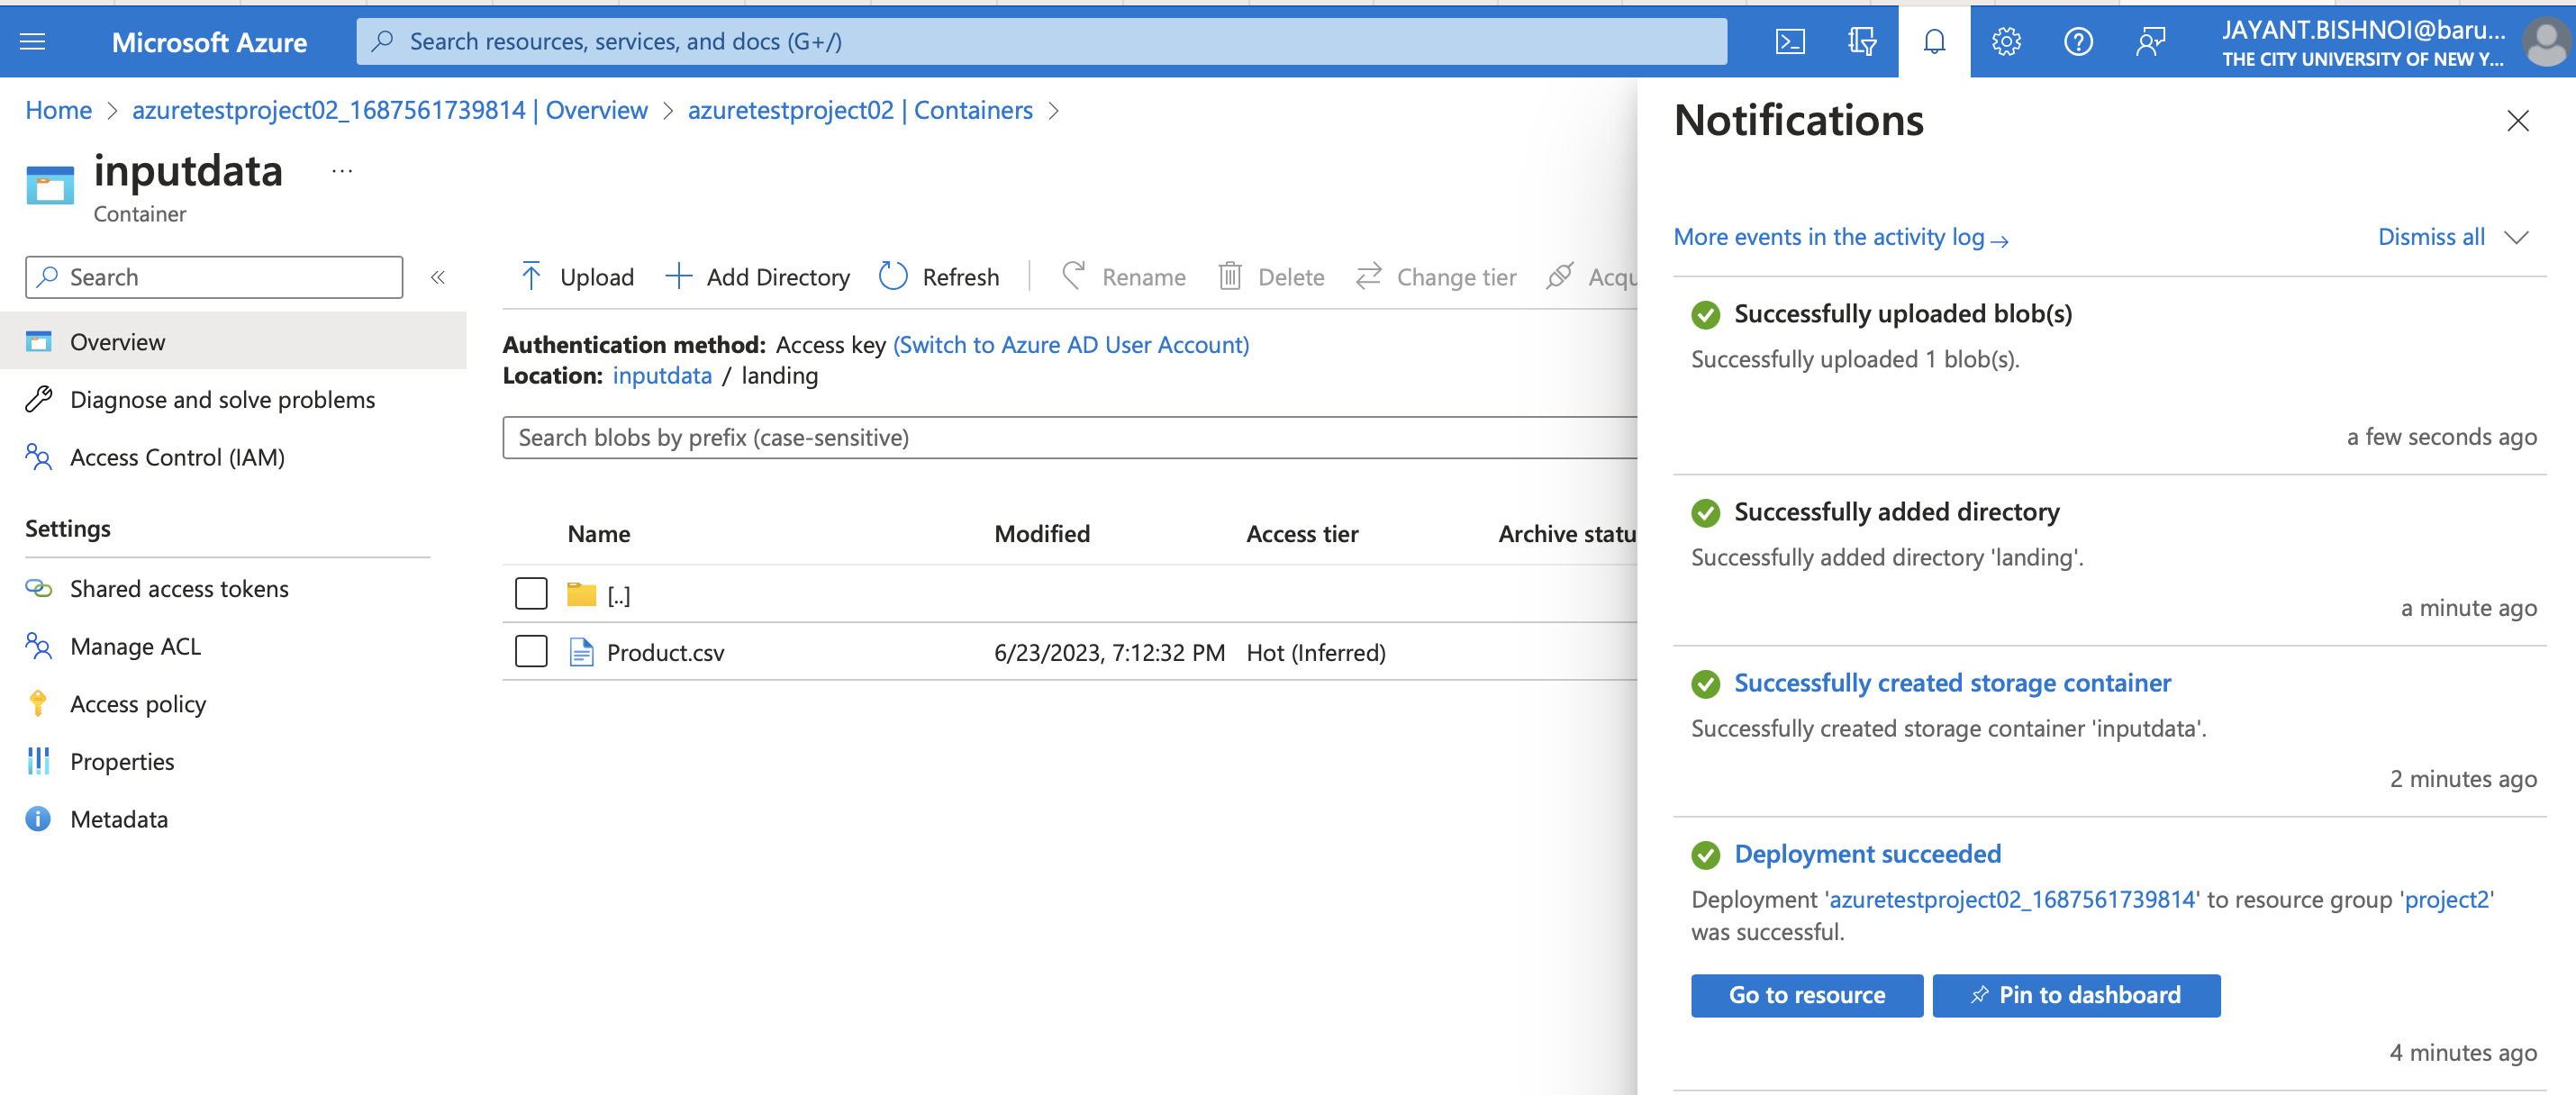 Microsoft Azure
Search resources, services, and docs (G+/)
JAYANT.BISHNOI@baru...
THE CITY UNIVERSITY OF NEW Y...
Home > azuretestproject02_1687561739814 | Overview > azuretestproject02 | Containers >
inputdata ...
Container
Search
«
Overview
Diagnose and solve problems
Access Control (IAM)
Settings
Shared access tokens
Manage ACL
Access policy
Properties
Metadata
Upload Add Directory Refresh Rename Delete Change tier Acqu
Authentication method: Access key (Switch to Azure AD User Account)
Location: inputdata / landing
Search blobs by prefix (case-sensitive)
Name Modified Access tier Archive statu
[..]
Product.csv 6/23/2023, 7:12:32 PM Hot (Inferred)
Notifications
More events in the activity log →
Dismiss all
Successfully uploaded blob(s)
Successfully uploaded 1 blob(s).
a few seconds ago
Successfully added directory
Successfully added directory 'landing'.
a minute ago
Successfully created storage container
Successfully created storage container 'inputdata'.
2 minutes ago
Deployment succeeded
Deployment 'azuretestproject02_1687561739814' to resource group 'project2'
was successful.
Go to resource
Pin to dashboard
4 minutes ago